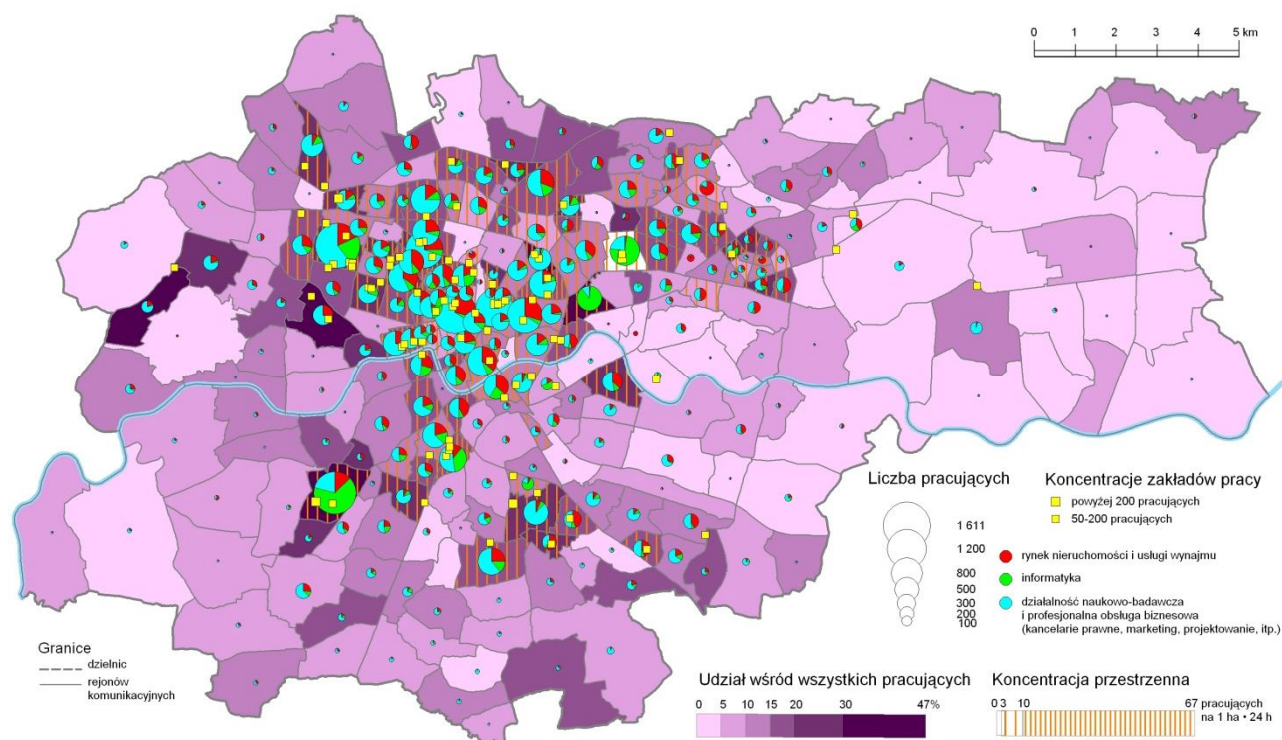 0 1 2 3 4 5 km
Liczba pracujących
1 611
1 200
800
500
300
200
100
Koncentracje zakładów pracy
powyżej 200 pracujących
50-200 pracujących
rynek nieruchomości i usługi wynajmu
informatyka
działalność naukowo-badawcza
i profesjonalna obsługa biznesowa
(kancelarie prawne, marketing, projektowanie, itp.)
Granice
dzielnic
rejonów
komunikacyjnych
Udział wśród wszystkich pracujących
0 5 10 15 20 30 47%
Koncentracja przestrzenna
0 3 10 67 pracujących
na 1 ha • 24 h